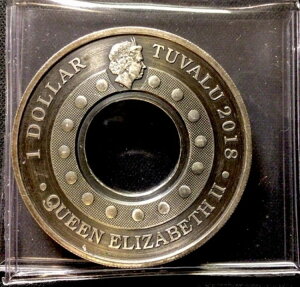 1 DOLLAR
TUVALU 2018
• QUEEN ELIZABETH II •